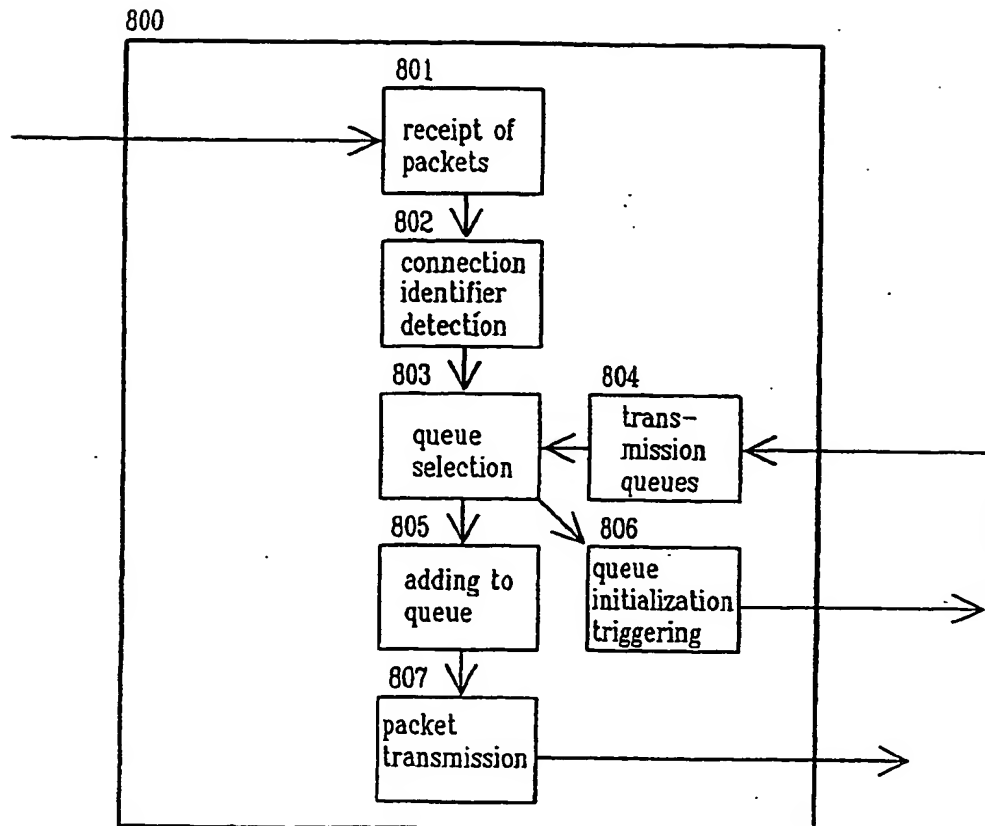 800
801
receipt of
packets
802
connection
identifier
detection
803
queue
selection
804
trans-
mission
queues
805
adding to
queue
806
queue
initialization
triggering
807
packet
transmission